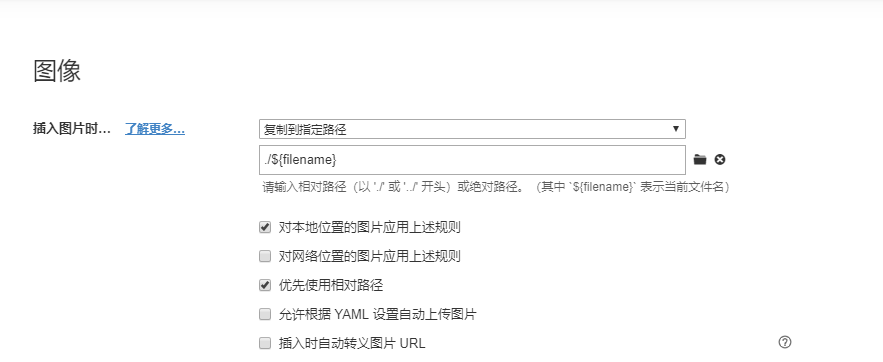 图像
插入图片时... 了解更多...
复制到指定路径
./${filename}
请输入相对路径（以 './' 或 '../' 开头）或绝对路径。（其中 `${filename}` 表示当前文件名）
对本地位置的图片应用上述规则
对网络位置的图片应用上述规则
优先使用相对路径
允许根据 YAML 设置自动上传图片
插入时自动转义图片 URL